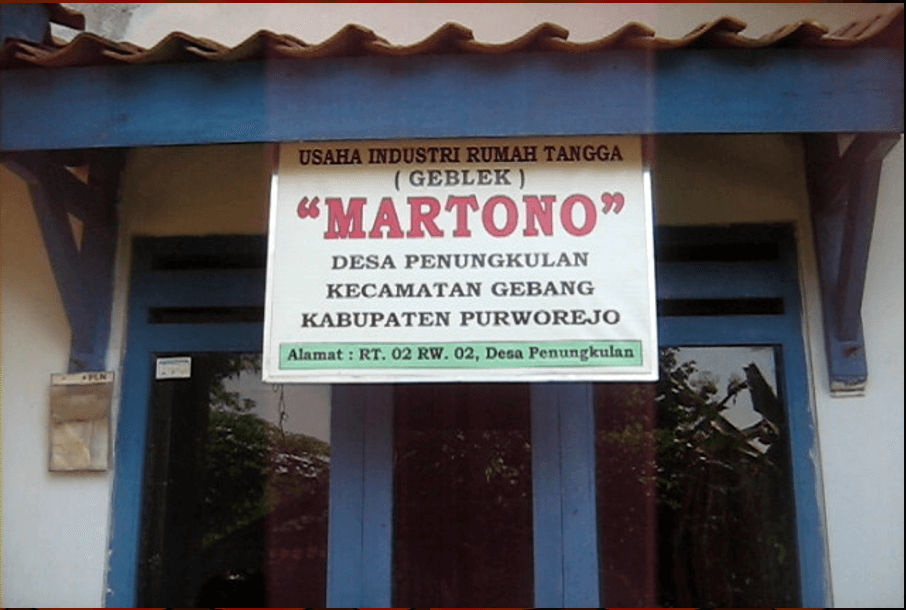 USAHA INDUSTRI RUMAH TANGGA
( GEBLEK )
“MARTONO”
DESA PENUNGKULAN
KECAMATAN GEBANG
KABUPATEN PURWOREJO
Alamat : RT. 02 RW. 02, Desa Penungkulan
PLN